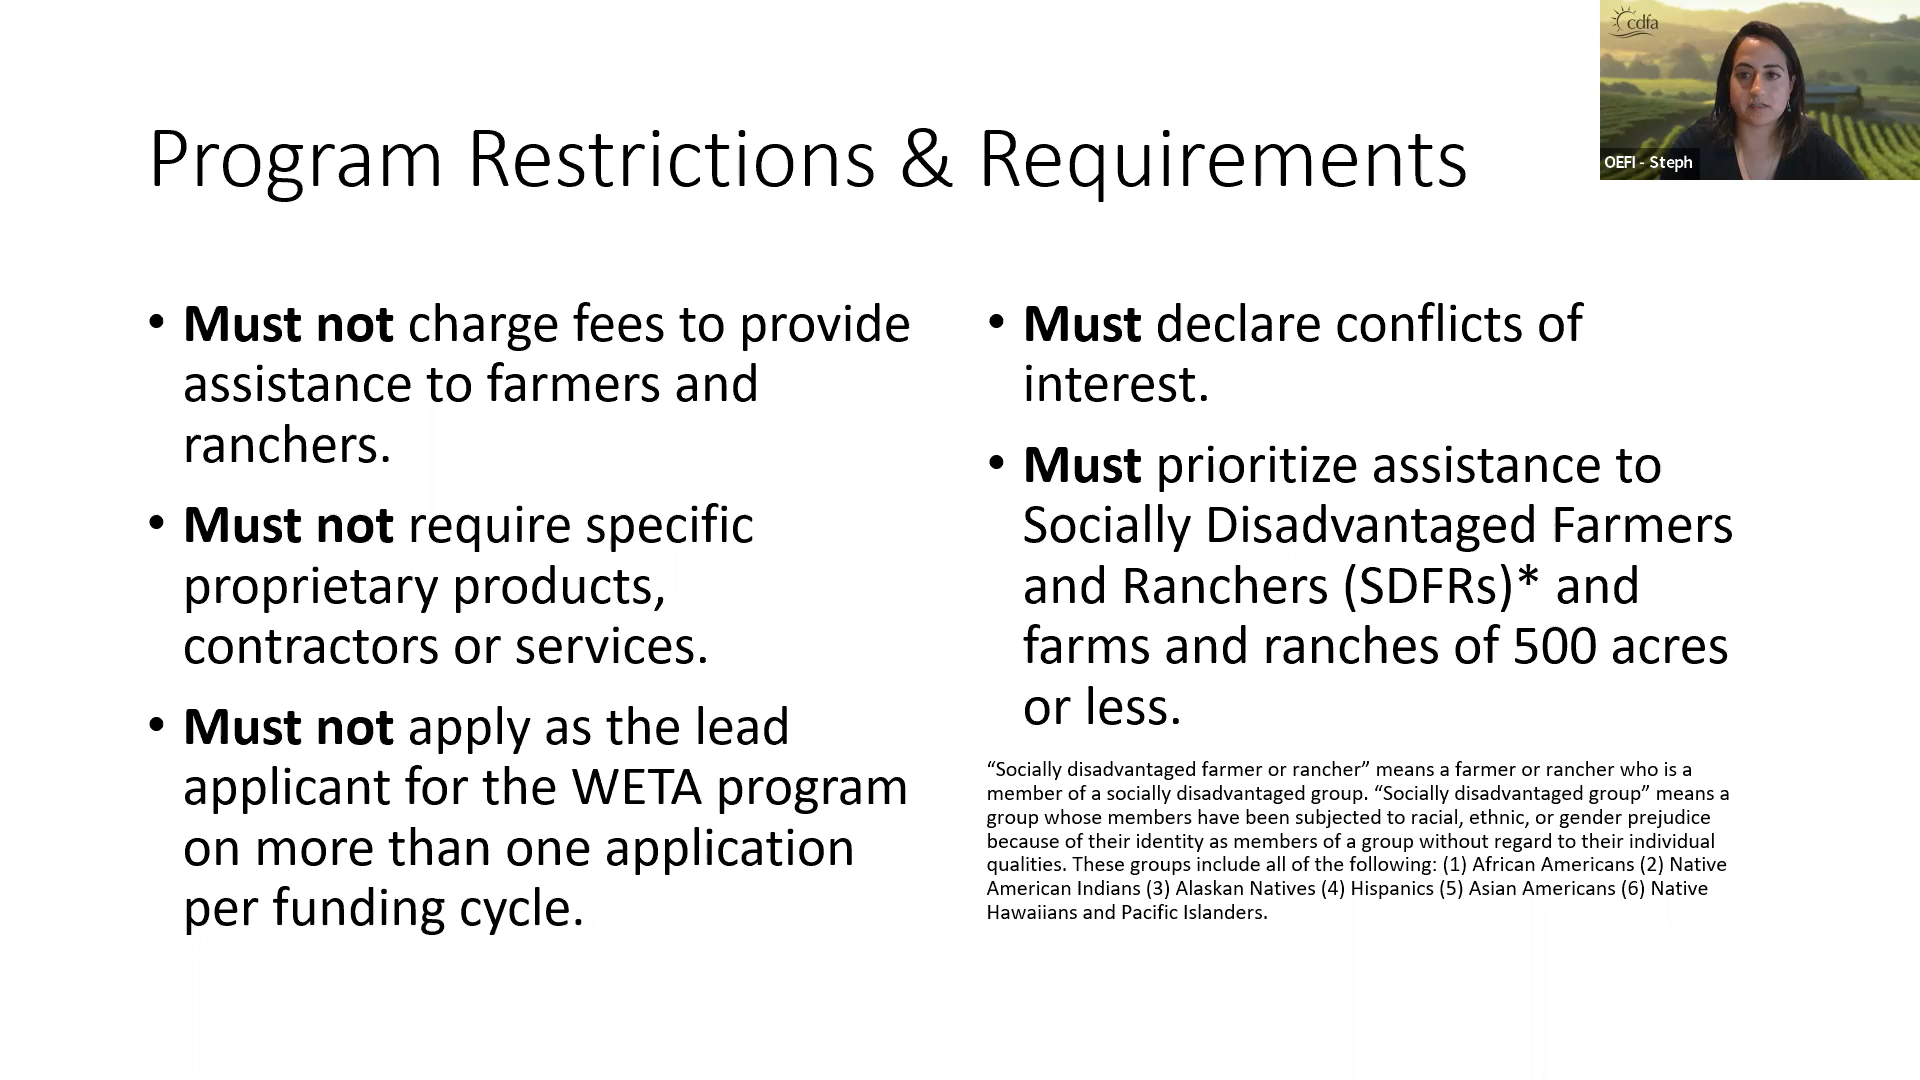 cdfa
OEFI - Steph
Program Restrictions & Requirements
• Must not charge fees to provide
assistance to farmers and
ranchers.
• Must not require specific
proprietary products,
contractors or services.
• Must not apply as the lead
applicant for the WETA program
on more than one application
per funding cycle.
• Must declare conflicts of
interest.
• Must prioritize assistance to
Socially Disadvantaged Farmers
and Ranchers (SDFRs)* and
farms and ranches of 500 acres
or less.
“Socially disadvantaged farmer or rancher” means a farmer or rancher who is a
member of a socially disadvantaged group. “Socially disadvantaged group” means a
group whose members have been subjected to racial, ethnic, or gender prejudice
because of their identity as members of a group without regard to their individual
qualities. These groups include all of the following: (1) African Americans (2) Native
American Indians (3) Alaskan Natives (4) Hispanics (5) Asian Americans (6) Native
Hawaiians and Pacific Islanders.